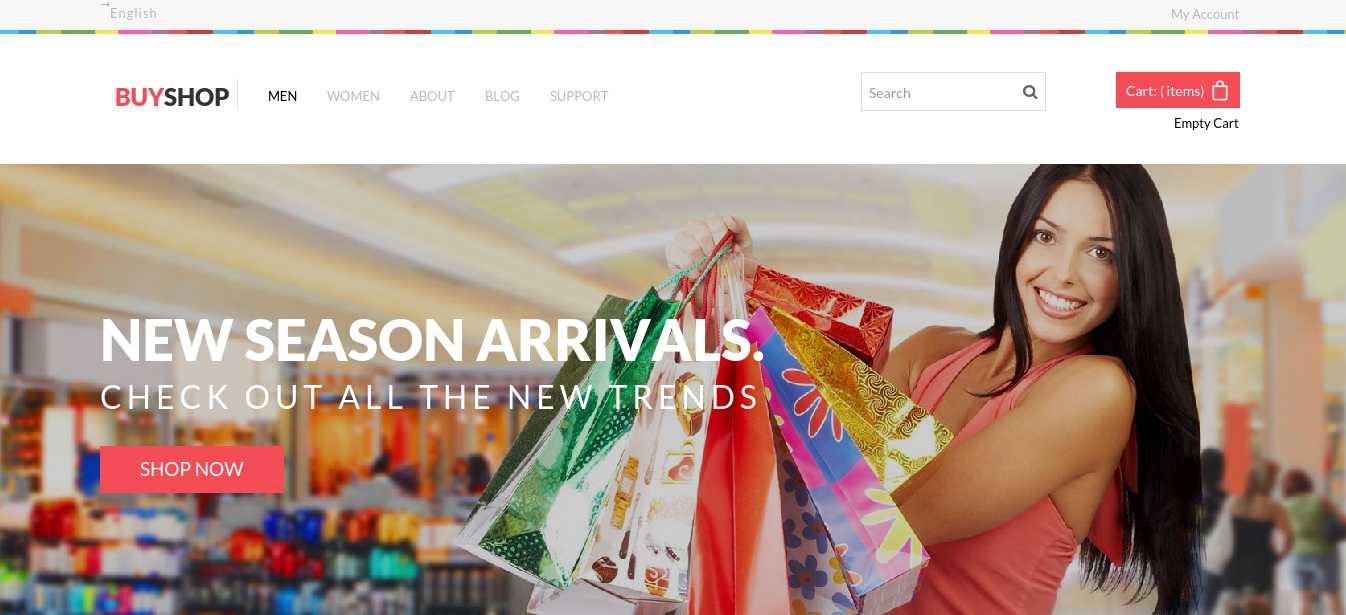 English
My Account
BUYSHOP
MEN WOMEN ABOUT BLOG SUPPORT
Search
Cart: ( items)
Empty Cart
NEW SEASON ARRIVALS.
CHECK OUT ALL THE NEW TRENDS
SHOP NOW